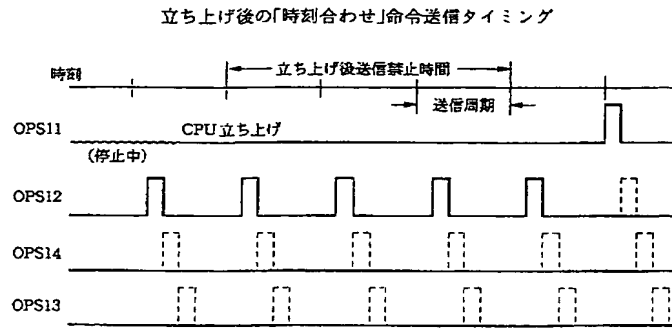 立ち上げ後の「時刻合わせ」命令送信タイミング
時刻
立ち上げ後送信禁止時間
送信周期
OPS11
CPU立ち上げ
(停止中)
OPS12
OPS14
OPS13